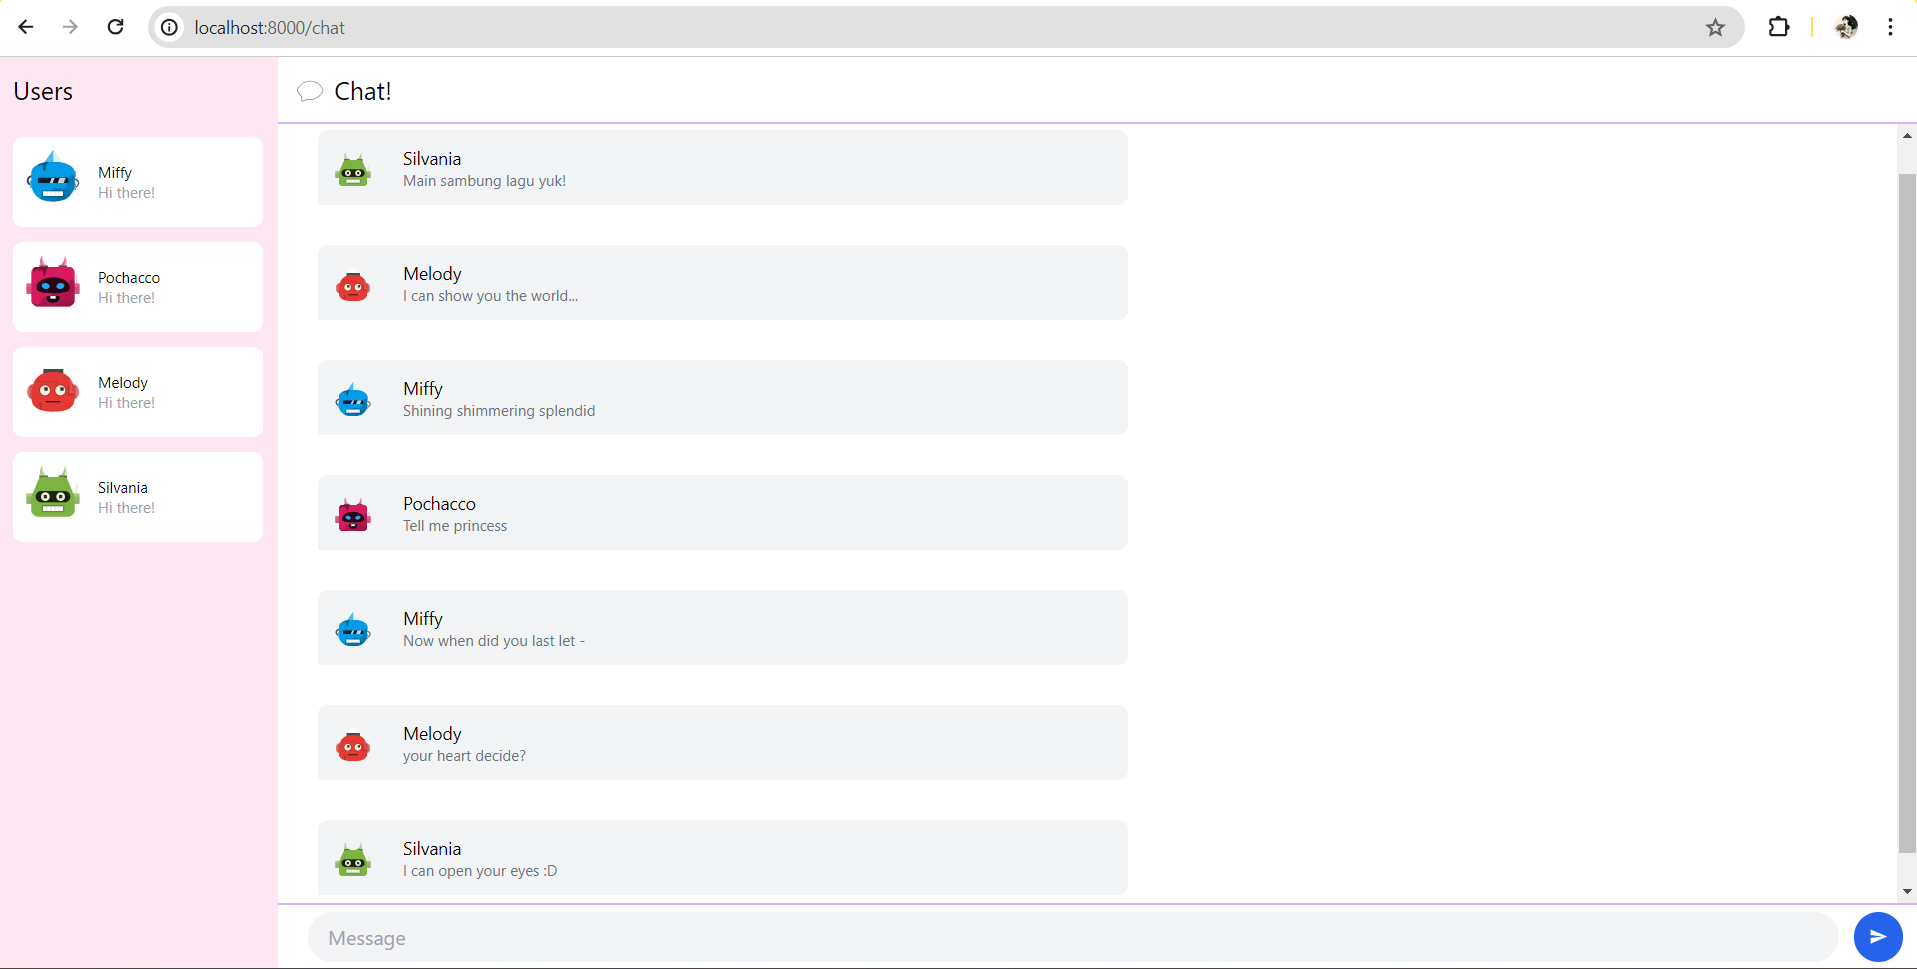 localhost:8000/chat
Users
Miffy
Hi there!
Pochacco
Hi there!
Melody
Hi there!
Silvania
Hi there!
Chat!
Silvania
Main sambung lagu yuk!
Melody
I can show you the world...
Miffy
Shining shimmering splendid
Pochacco
Tell me princess
Miffy
Now when did you last let -
Melody
your heart decide?
Silvania
I can open your eyes :D
Message